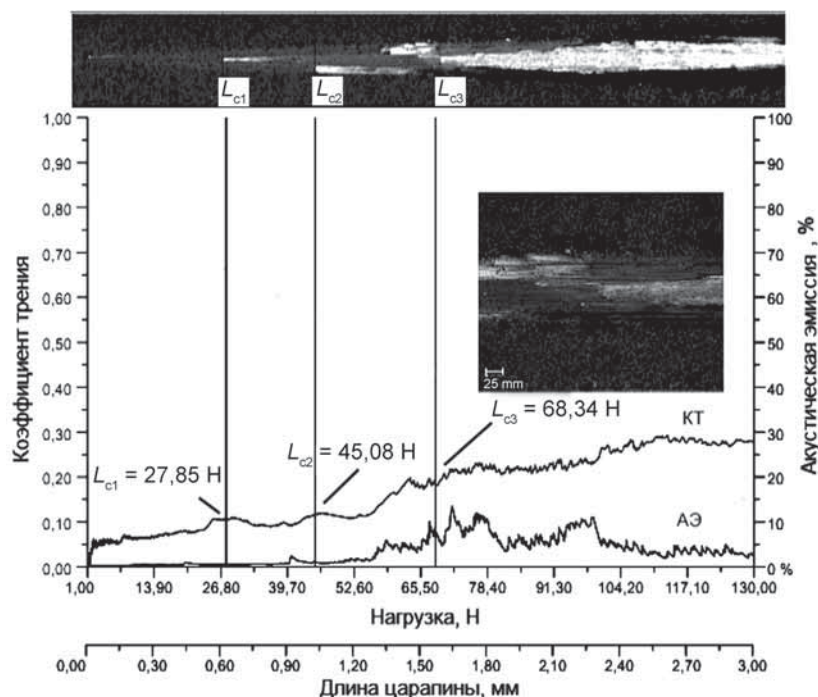 Lc1
Lc2
Lc3
1,00
0,90
0,80
0,70
0,60
0,50
0,40
0,30
0,20
0,10
0,00
Коэффициент трения
100
90
80
70
60
50
40
30
20
10
0 %
Акустическая эмиссия , %
25 mm
Lc1 = 27,85 Н
Lc2 = 45,08 Н
Lc3 = 68,34 Н
КТ
АЭ
1,00 13,90 26,80 39,70 52,60 65,50 78,40 91,30 104,20 117,10 130,00
Нагрузка, Н
0,00 0,30 0,60 0,90 1,20 1,50 1,80 2,10 2,40 2,70 3,00
Длина царапины, мм